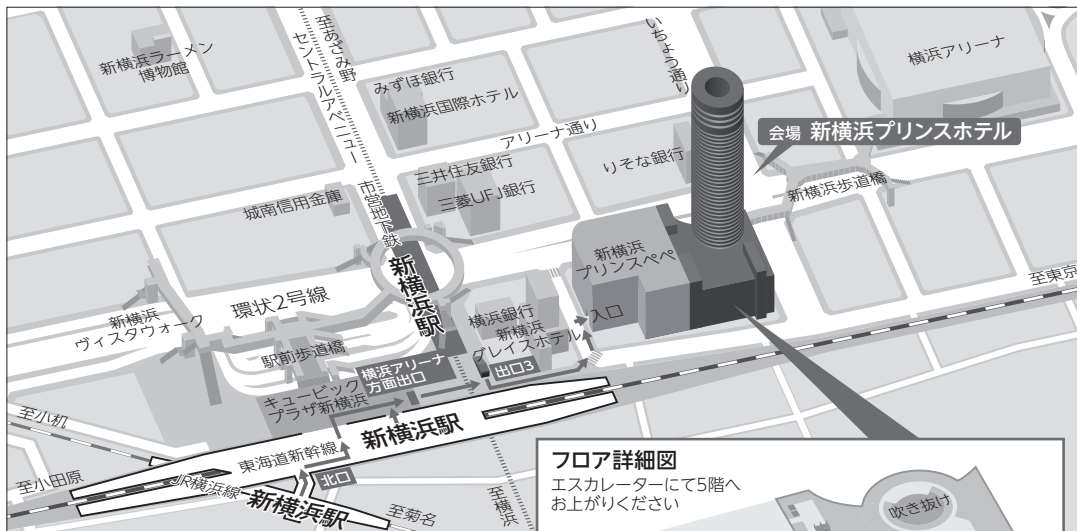 新横浜ラーメン
博物館
至あざみ野
セントラルアベニュー
みずほ銀行
新横浜国際ホテル
いちょう通り
横浜アリーナ
アリーナ通り
会場 新横浜プリンスホテル
りそな銀行
三井住友銀行
三菱UFJ銀行
新横浜歩道橋
城南信用金庫
市営地下鉄
新横浜駅
新横浜
プリンスペペ
至東京
環状2号線
新横浜
ヴィスタウォーク
駅前歩道橋
横浜銀行
新横浜
グレイスホテル
入口
横浜アリーナ
方面出口
出口3
キュービック
プラザ新横浜
至小机
新横浜駅
東海道新幹線
北口
至小田原
JR横浜線
新横浜駅
至菊名
至横浜
フロア詳細図
エスカレーターにて5階へ
お上がりください
吹き抜け